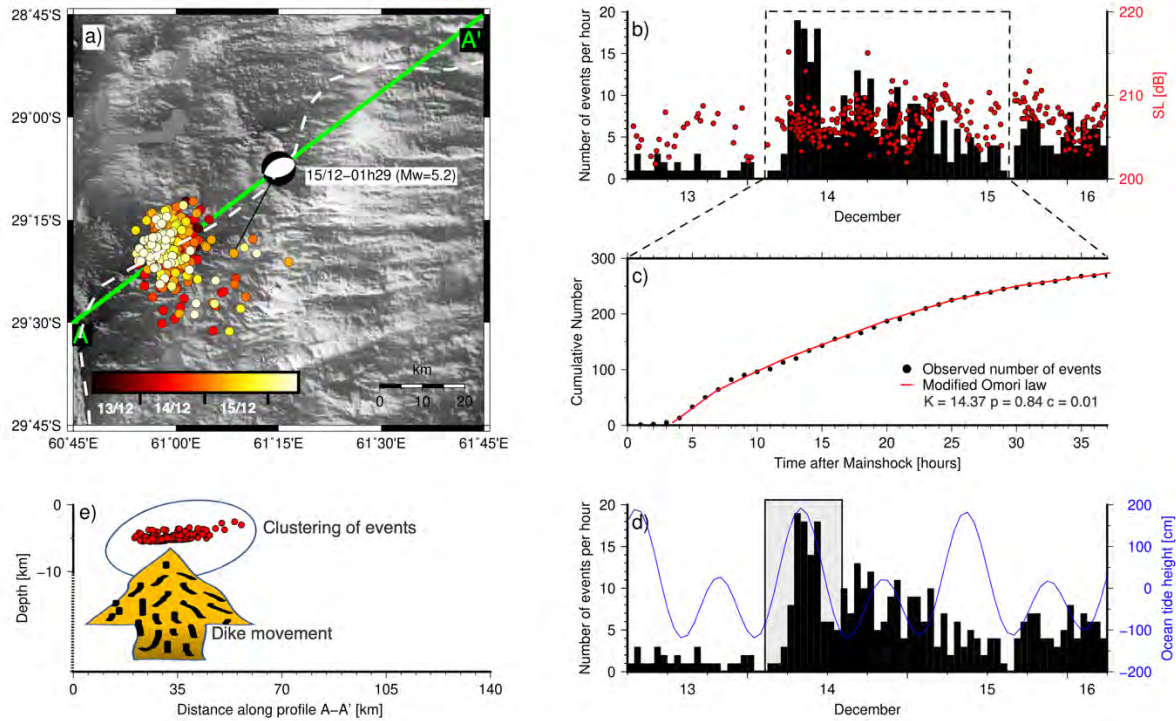 a)
A'
A
28°45'S
29°00'S
29°15'S
29°30'S
29°45'S
60°45'E
61°00'E
61°15'E
61°30'E
61°45'E
15/12−01h29 (Mw=5.2)
km
0 10 20
13/12 14/12 15/12
b)
Number of events per hour
0
5
10
15
20
SL [dB]
200
210
220
13 14 15 16
December
c)
Cumulative Number
0
100
200
300
Observed number of events
Modified Omori law
K = 14.37 p = 0.84 c = 0.01
5 10 15 20 25 30 35
Time after Mainshock [hours]
e)
Depth [km]
0
−10
Clustering of events
Dike movement
0 35 70 105 140
Distance along profile A−A' [km]
d)
Number of events per hour
0
5
10
15
20
Ocean tide height [cm]
−200
−100
0
100
200
13 14 15 16
December